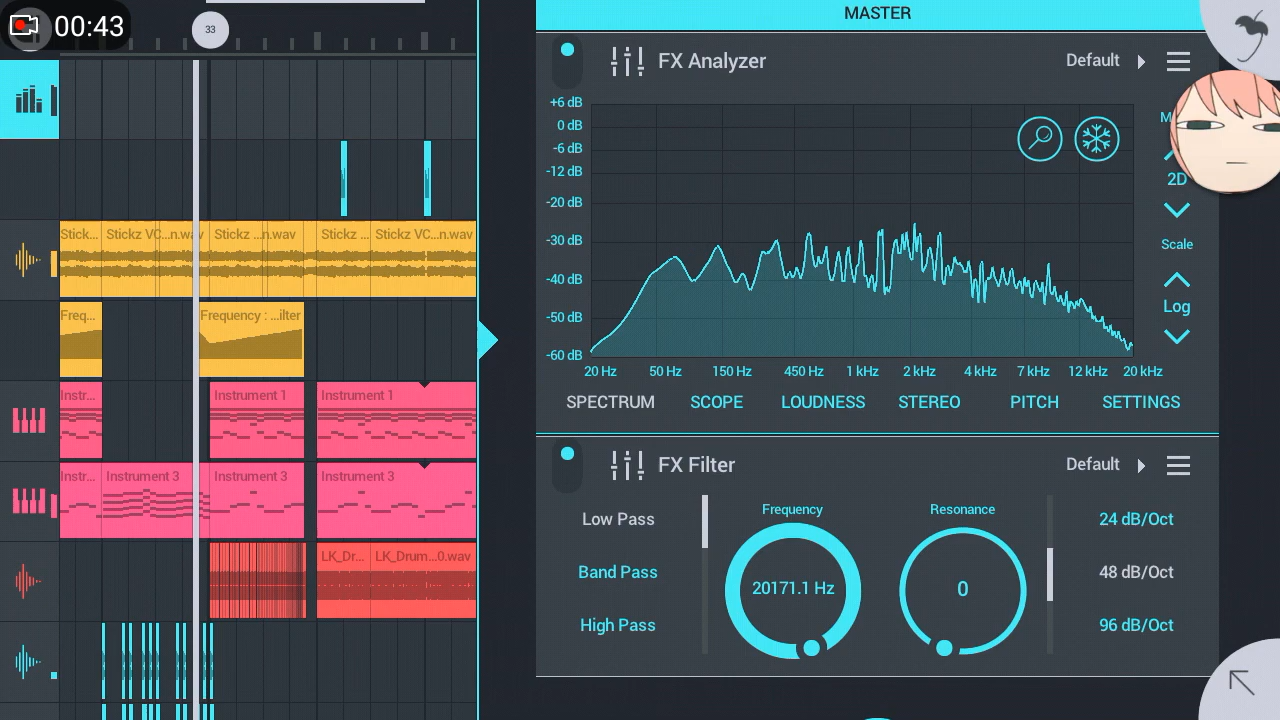 00:43
33
MASTER
FX Analyzer
Default
+6 dB
0 dB
-6 dB
-12 dB
-20 dB
-30 dB
-40 dB
-50 dB
-60 dB
20 Hz 50 Hz 150 Hz 450 Hz 1 kHz 2 kHz 4 kHz 7 kHz 12 kHz 20 kHz
2D
Scale
Log
SPECTRUM SCOPE LOUDNESS STEREO PITCH SETTINGS
FX Filter
Default
Low Pass
Band Pass
High Pass
Frequency
20171.1 Hz
Resonance
0
24 dB/Oct
48 dB/Oct
96 dB/Oct
Stick... Stickz VC...n.wav Stickz ...n.wav Stickz ... Stickz VC...n.wav
Freq... Frequency : ...ilter
Instr... Instrument 1 Instrument 1
Instr... Instrument 3 Instrument 3 Instrument 3
LK_Dr... LK_Drum...0.wav